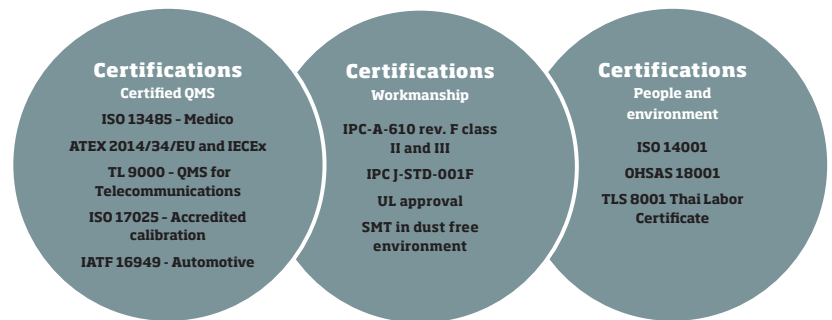 Certifications
Certified QMS
ISO 13485 - Medico
ATEX 2014/34/EU and IECEx
TL 9000 - QMS for
Telecommunications
ISO 17025 - Accredited
calibration
IATF 16949 - Automotive
Certifications
Workmanship
IPC-A-610 rev. F class
II and III
IPC J-STD-001F
UL approval
SMT in dust free
environment
Certifications
People and
environment
ISO 14001
OHSAS 18001
TLS 8001 Thai Labor
Certificate